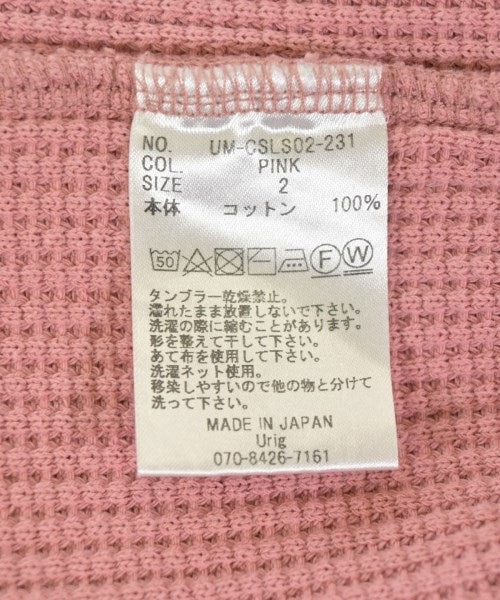 NO. UM-CSLS02-231
COL. PINK
SIZE 2
本体 コットン 100%
50 F W
タンブラー乾燥禁止。
濡れたまま放置しないで下さい。
洗濯の際に縮むことがあります。
形を整えて干して下さい。
あて布を使用して下さい。
洗濯ネット使用。
移染しやすいので他の物と分けて
洗って下さい。
MADE IN JAPAN
Urig
070-8426-7161